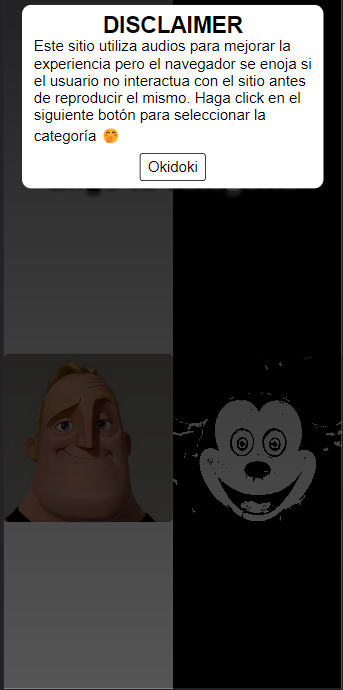 DISCLAIMER
Este sitio utiliza audios para mejorar la
experiencia pero el navegador se enoja si
el usuario no interactua con el sitio antes
de reproducir el mismo. Haga click en el
siguiente botón para seleccionar la
categoría 🤭
Okidoki